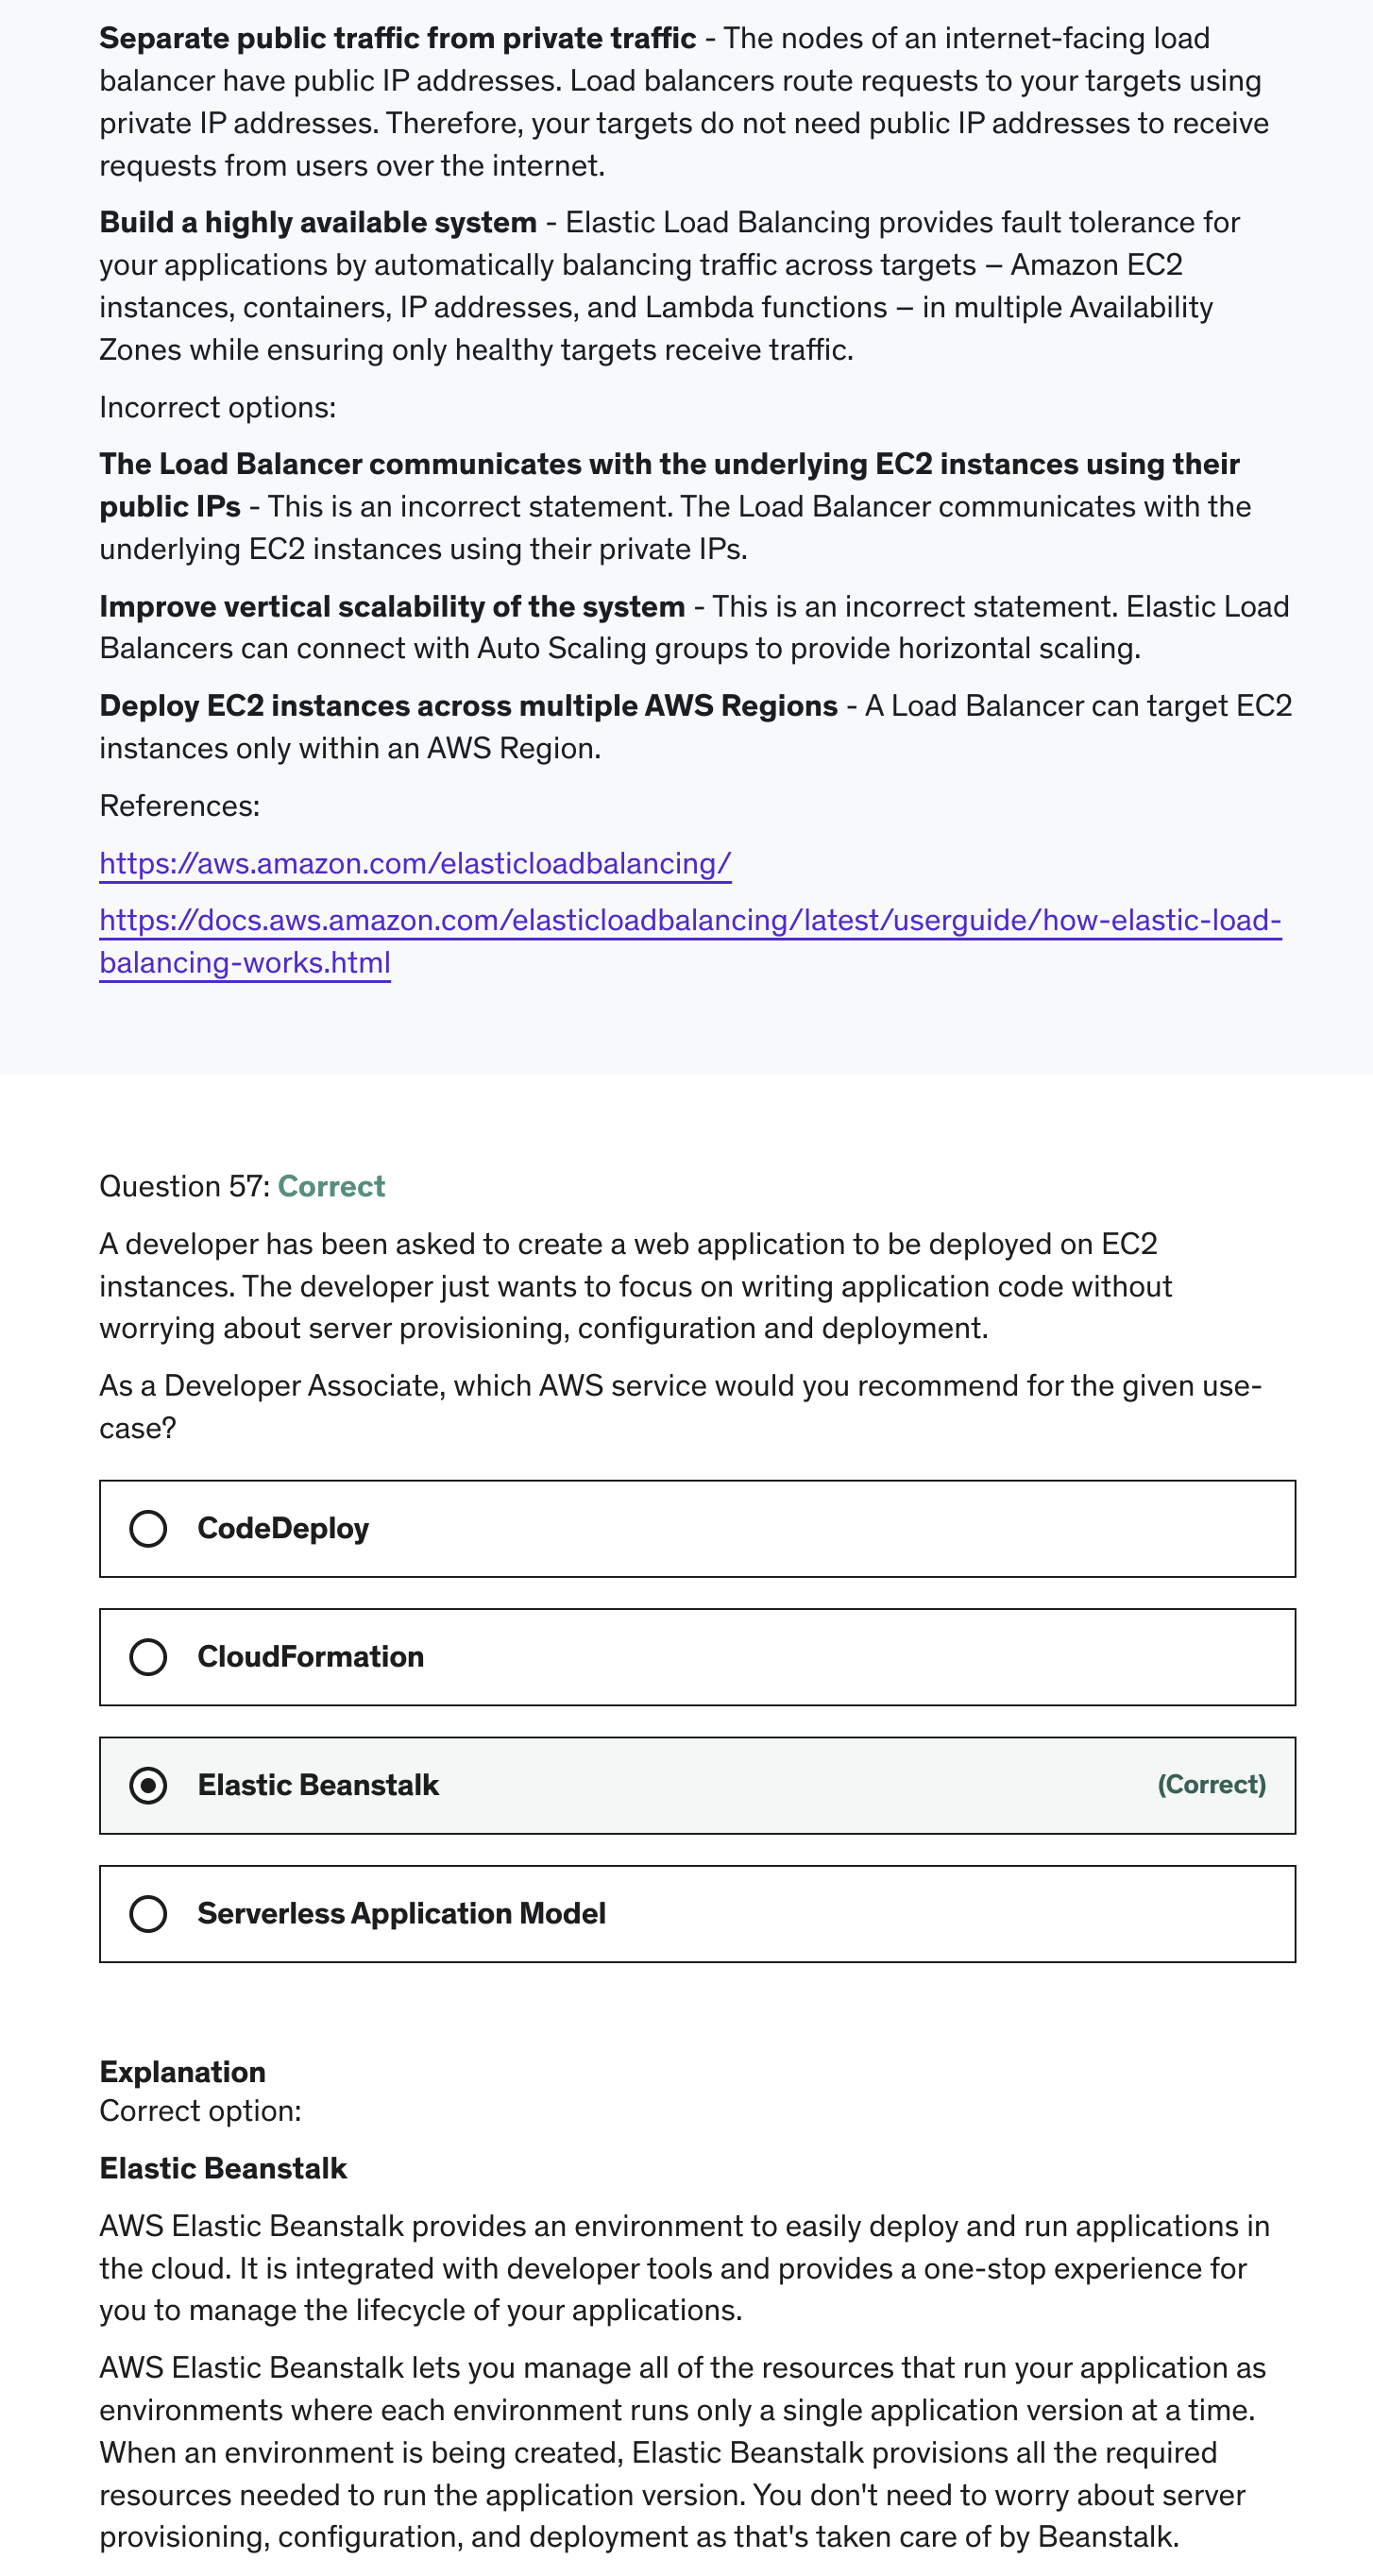 Separate public traffic from private traffic - The nodes of an internet-facing load
balancer have public IP addresses. Load balancers route requests to your targets using
private IP addresses. Therefore, your targets do not need public IP addresses to receive
requests from users over the internet.
Build a highly available system - Elastic Load Balancing provides fault tolerance for
your applications by automatically balancing traffic across targets – Amazon EC2
instances, containers, IP addresses, and Lambda functions – in multiple Availability
Zones while ensuring only healthy targets receive traffic.
Incorrect options:
The Load Balancer communicates with the underlying EC2 instances using their
public IPs - This is an incorrect statement. The Load Balancer communicates with the
underlying EC2 instances using their private IPs.
Improve vertical scalability of the system - This is an incorrect statement. Elastic Load
Balancers can connect with Auto Scaling groups to provide horizontal scaling.
Deploy EC2 instances across multiple AWS Regions - A Load Balancer can target EC2
instances only within an AWS Region.
References:
https://aws.amazon.com/elasticloadbalancing/
https://docs.aws.amazon.com/elasticloadbalancing/latest/userguide/how-elastic-load-
balancing-works.html
Question 57: Correct
A developer has been asked to create a web application to be deployed on EC2
instances. The developer just wants to focus on writing application code without
worrying about server provisioning, configuration and deployment.
As a Developer Associate, which AWS service would you recommend for the given use-
case?
CodeDeploy
CloudFormation
Elastic Beanstalk (Correct)
Serverless Application Model
Explanation
Correct option:
Elastic Beanstalk
AWS Elastic Beanstalk provides an environment to easily deploy and run applications in
the cloud. It is integrated with developer tools and provides a one-stop experience for
you to manage the lifecycle of your applications.
AWS Elastic Beanstalk lets you manage all of the resources that run your application as
environments where each environment runs only a single application version at a time.
When an environment is being created, Elastic Beanstalk provisions all the required
resources needed to run the application version. You don't need to worry about server
provisioning, configuration, and deployment as that's taken care of by Beanstalk.